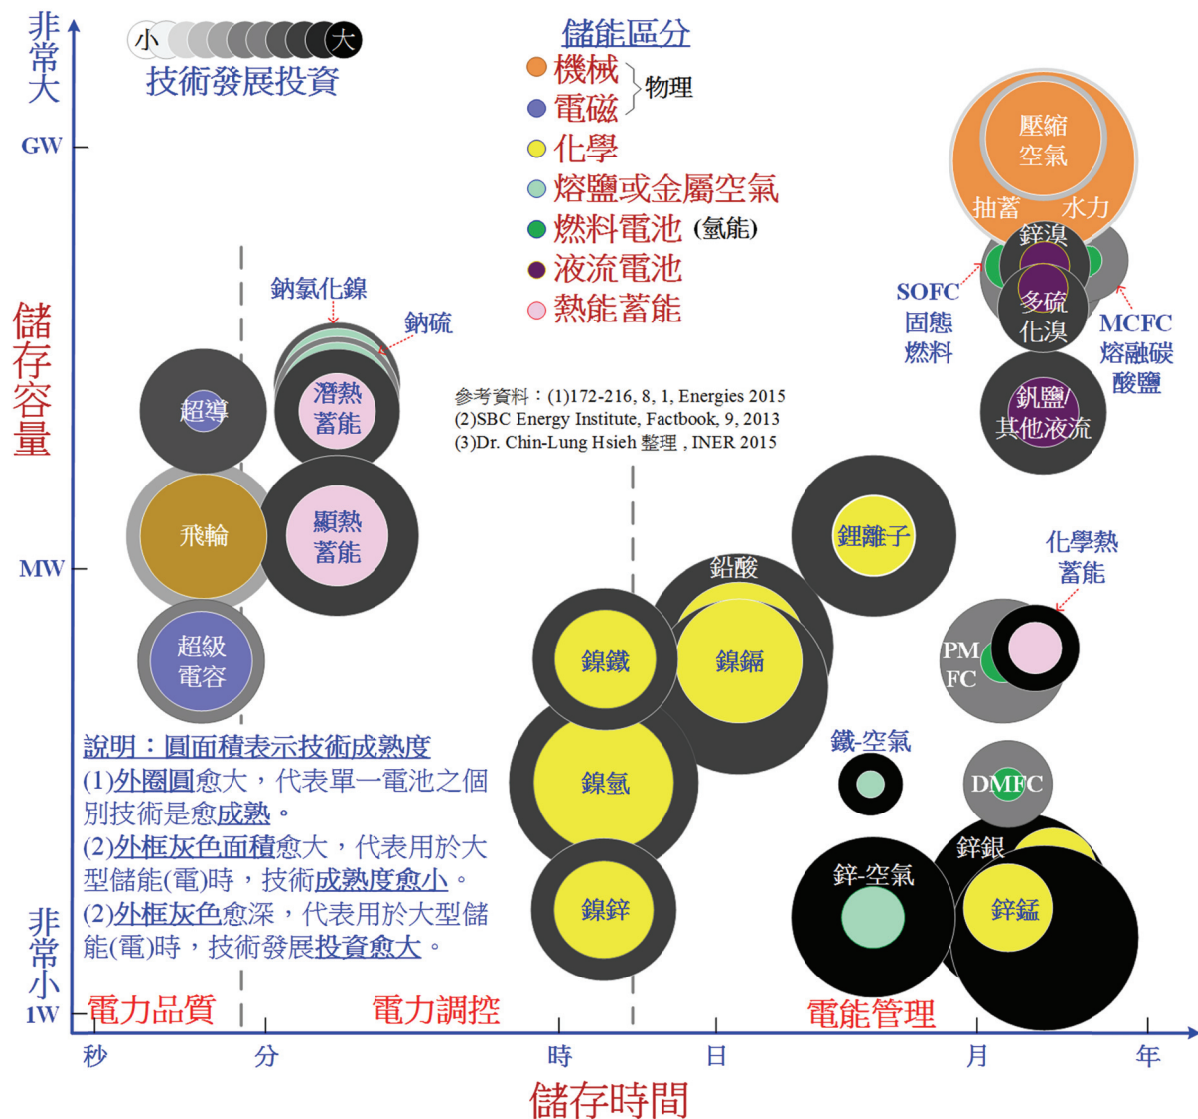 非常大
小
大
技術發展投資
儲能區分
機械
電磁
物理
化學
熔鹽或金屬空氣
燃料電池 (氫能)
液流電池
熱能蓄能
GW
壓縮
空氣
抽蓄 水力
鋅溴
多硫
化溴
SOFC
固態
燃料
MCFC
熔融碳
酸鹽
鈉氯化鎳
鈉硫
儲存容量
超導
潛熱
蓄能
參考資料：(1)172-216, 8, 1, Energies 2015
(2)SBC Energy Institute, Factbook, 9, 2013
(3)Dr. Chin-Lung Hsieh 整理 , INER 2015
釩鹽/
其他液流
飛輪
顯熱
蓄能
鋰離子
MW
化學熱
蓄能
鉛酸
超級
電容
鎳鐵
鎳鎘
PM
FC
說明：圓面積表示技術成熟度
(1)外圈圓愈大，代表單一電池之個
別技術是愈成熟。
(2)外框灰色面積愈大，代表用於大
型儲能(電)時，技術成熟度愈小。
(2)外框灰色愈深，代表用於大型儲
能(電)時，技術發展投資愈大。
鎳氫
鐵-空氣
DMFC
鋅銀
鋅-空氣
鎳鋅
鋅錳
非常小
1W
電力品質
電力調控
電能管理
秒
分
時
日
月
年
儲存時間